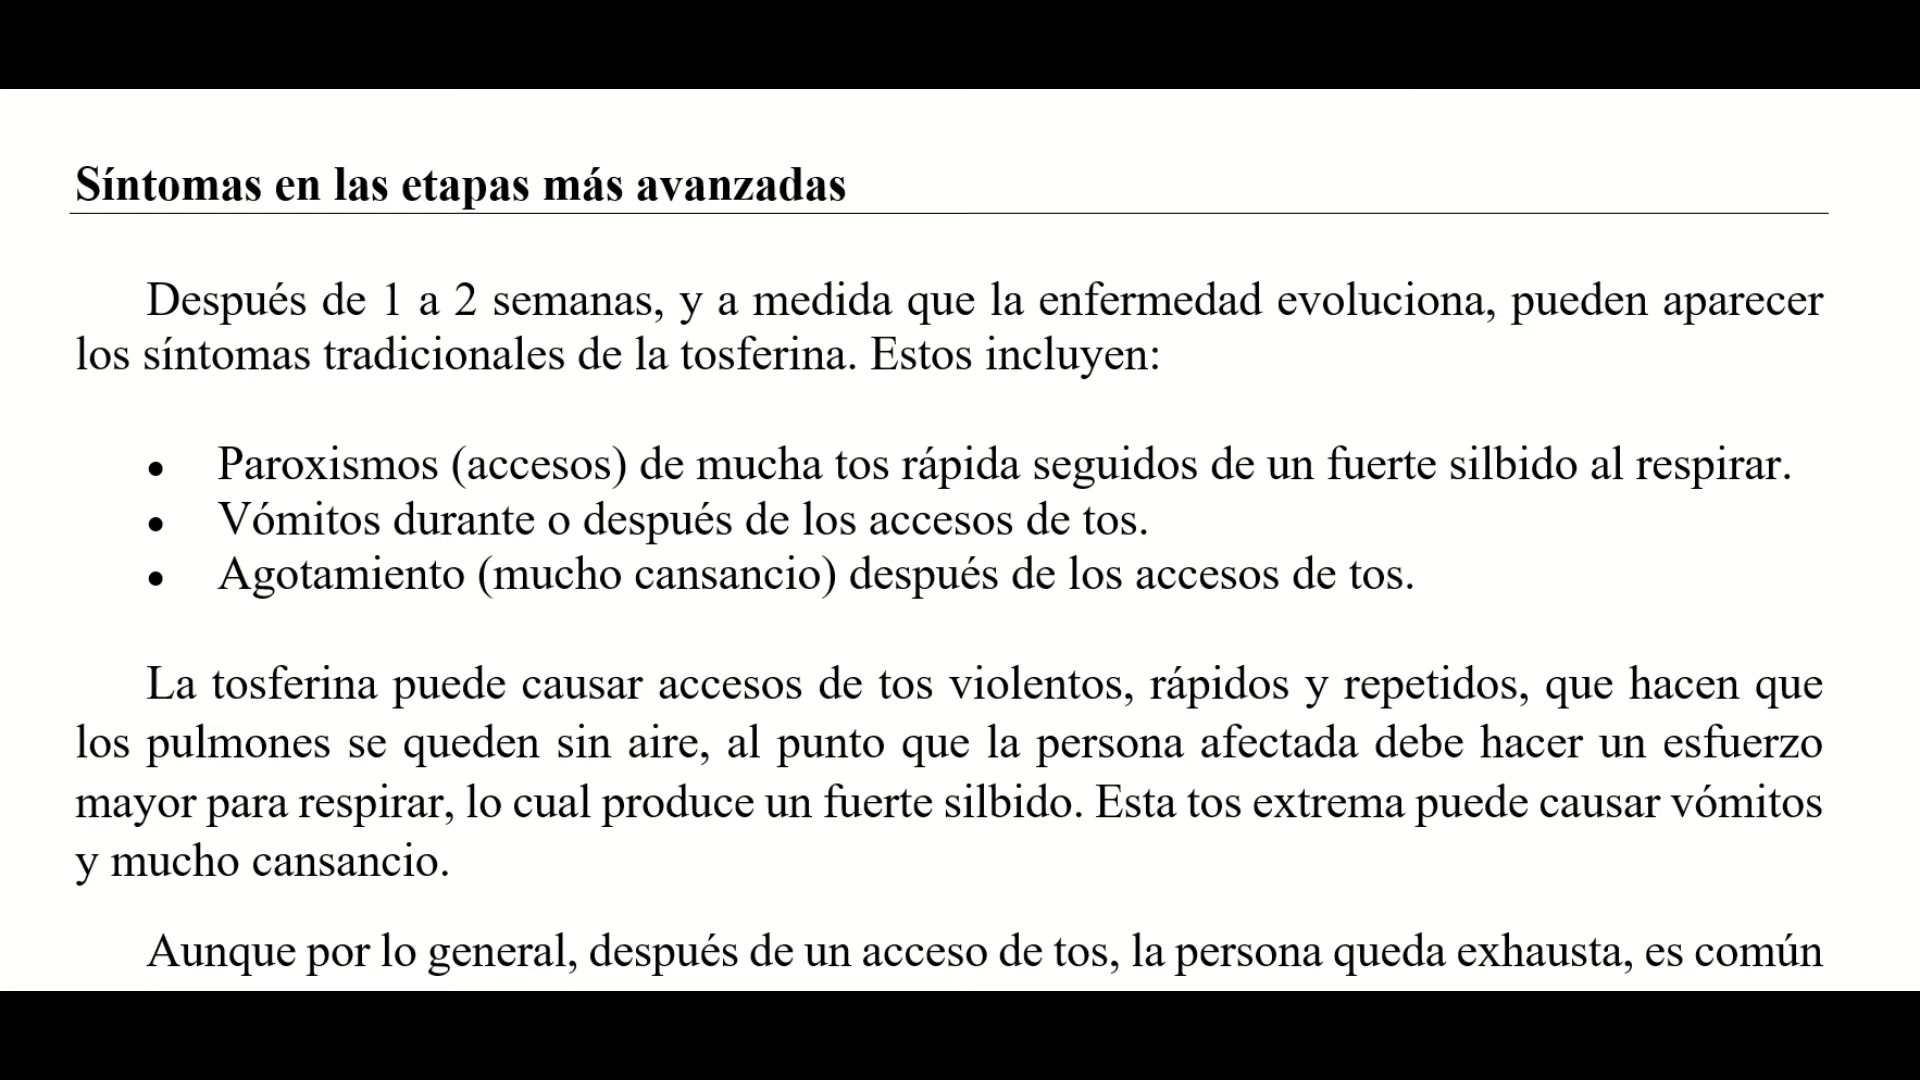 Síntomas en las etapas más avanzadas
Después de 1 a 2 semanas, y a medida que la enfermedad evoluciona, pueden aparecer
los síntomas tradicionales de la tosferina. Estos incluyen:
• Paroxismos (accesos) de mucha tos rápida seguidos de un fuerte silbido al respirar.
• Vómitos durante o después de los accesos de tos.
• Agotamiento (mucho cansancio) después de los accesos de tos.
La tosferina puede causar accesos de tos violentos, rápidos y repetidos, que hacen que
los pulmones se queden sin aire, al punto que la persona afectada debe hacer un esfuerzo
mayor para respirar, lo cual produce un fuerte silbido. Esta tos extrema puede causar vómitos
y mucho cansancio.
Aunque por lo general, después de un acceso de tos, la persona queda exhausta, es común